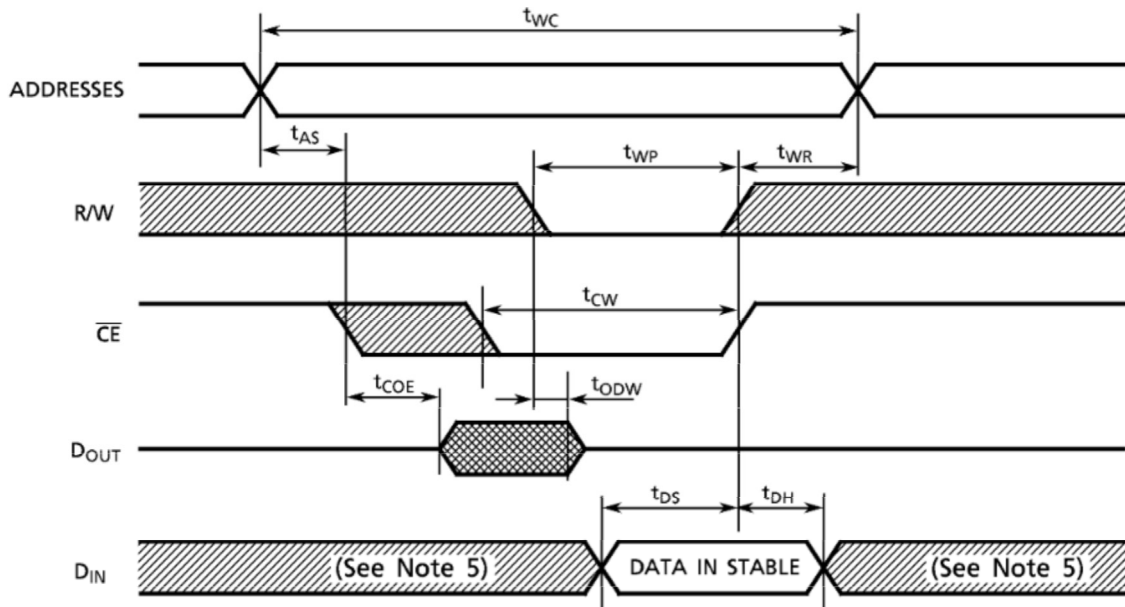 tWC
ADDRESSES
tAS
tWP
tWR
R/W
tCW
CE
tCOE
tODW
DOUT
tDS
tDH
DIN
(See Note 5)
DATA IN STABLE
(See Note 5)